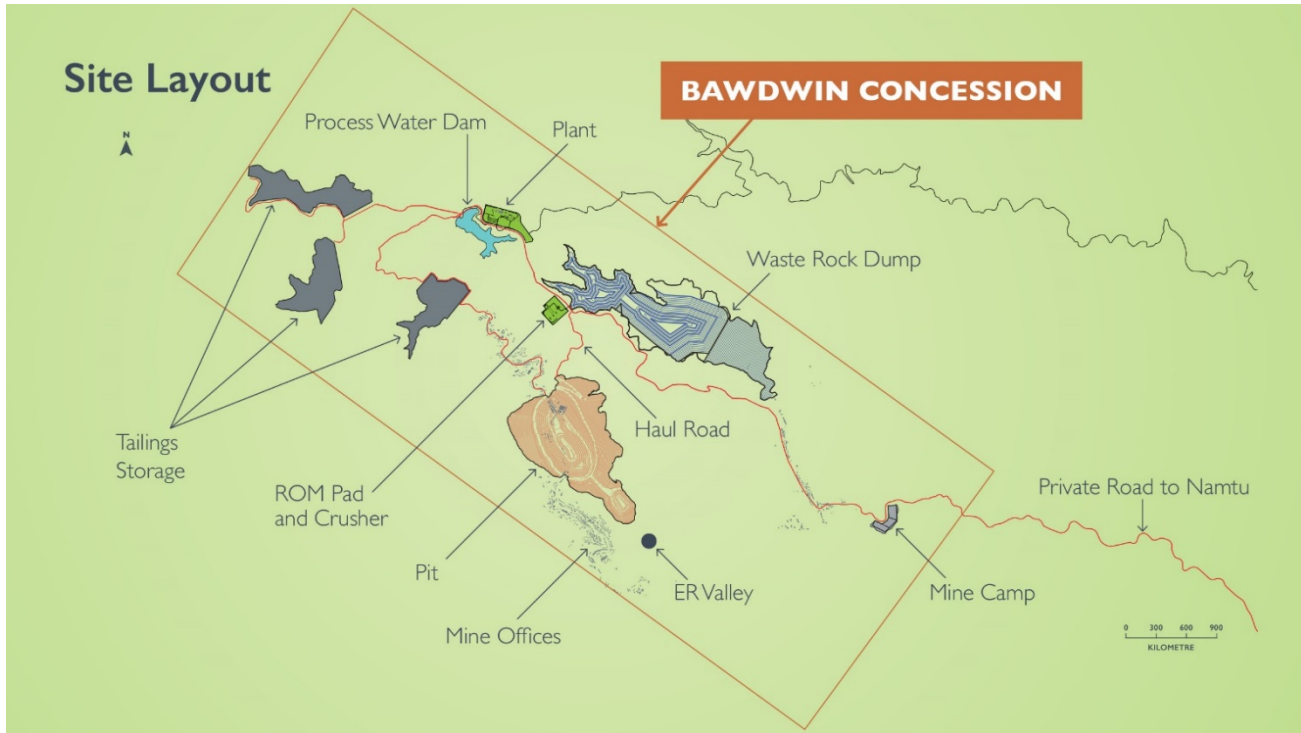 Site Layout
BAWDWIN CONCESSION
N
Process Water Dam
Plant
Waste Rock Dump
Haul Road
Tailings
Storage
ROM Pad
and Crusher
Private Road to Namtu
Pit
ER Valley
Mine Camp
Mine Offices
0 300 600 900
KILOMETRE